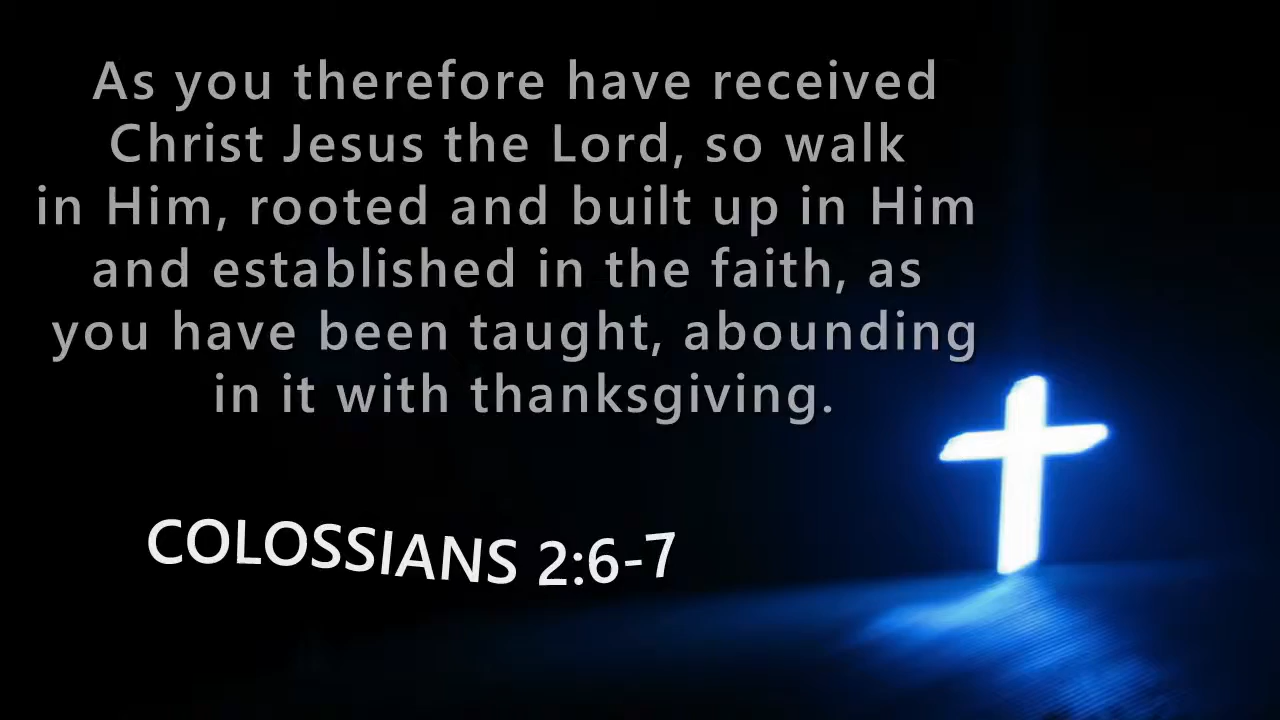 As you therefore have received
Christ Jesus the Lord, so walk
in Him, rooted and built up in Him
and established in the faith, as
you have been taught, abounding
in it with thanksgiving.
COLOSSIANS 2:6-7